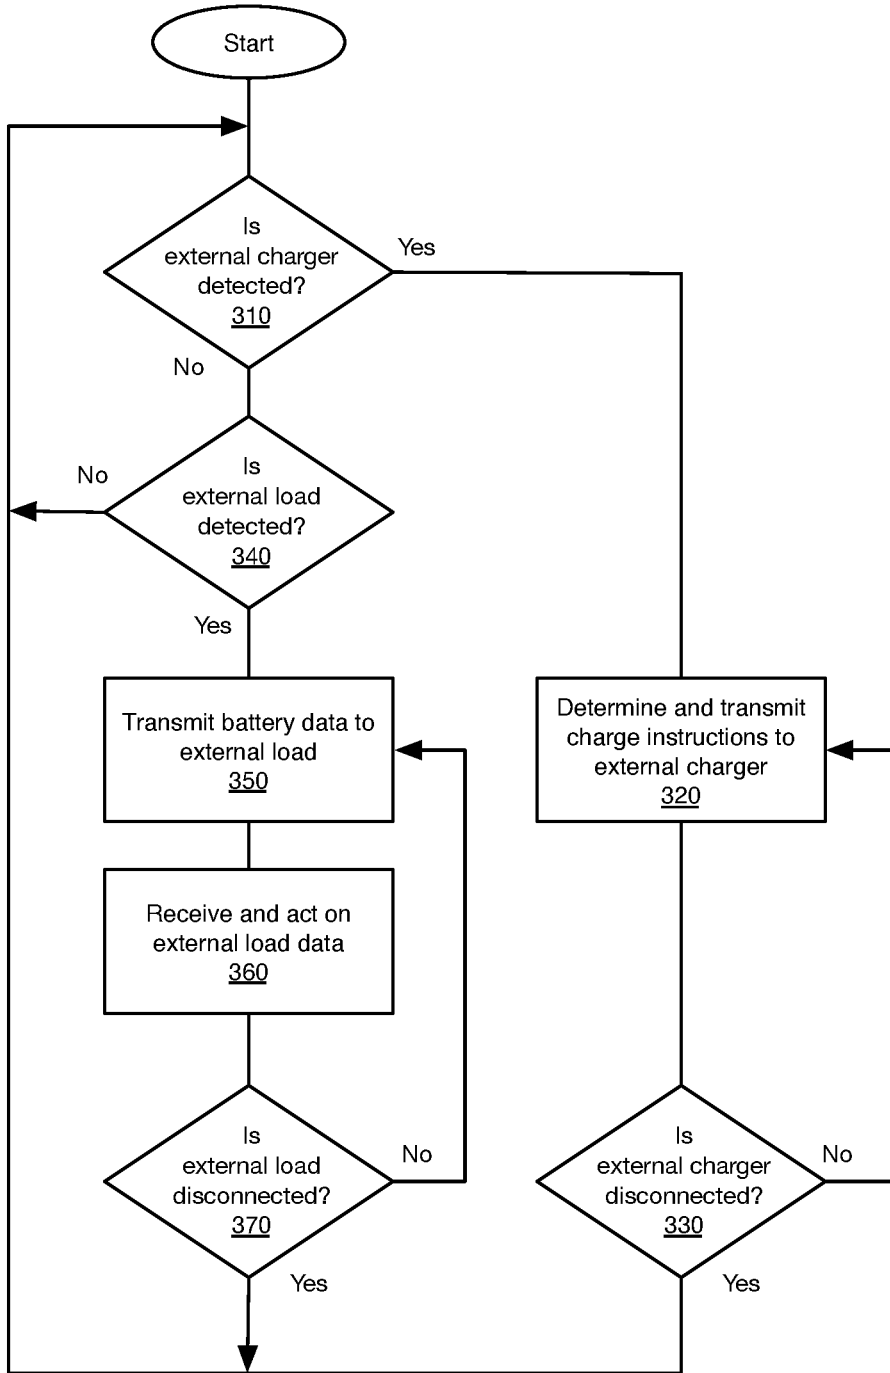 Start
Is
external charger
detected?
310
Yes
No
Is
external load
detected?
340
No
Yes
Transmit battery data to
external load
350
Determine and transmit
charge instructions to
external charger
320
Receive and act on
external load data
360
Is
external load
disconnected?
370
No
Yes
Is
external charger
disconnected?
330
No
Yes